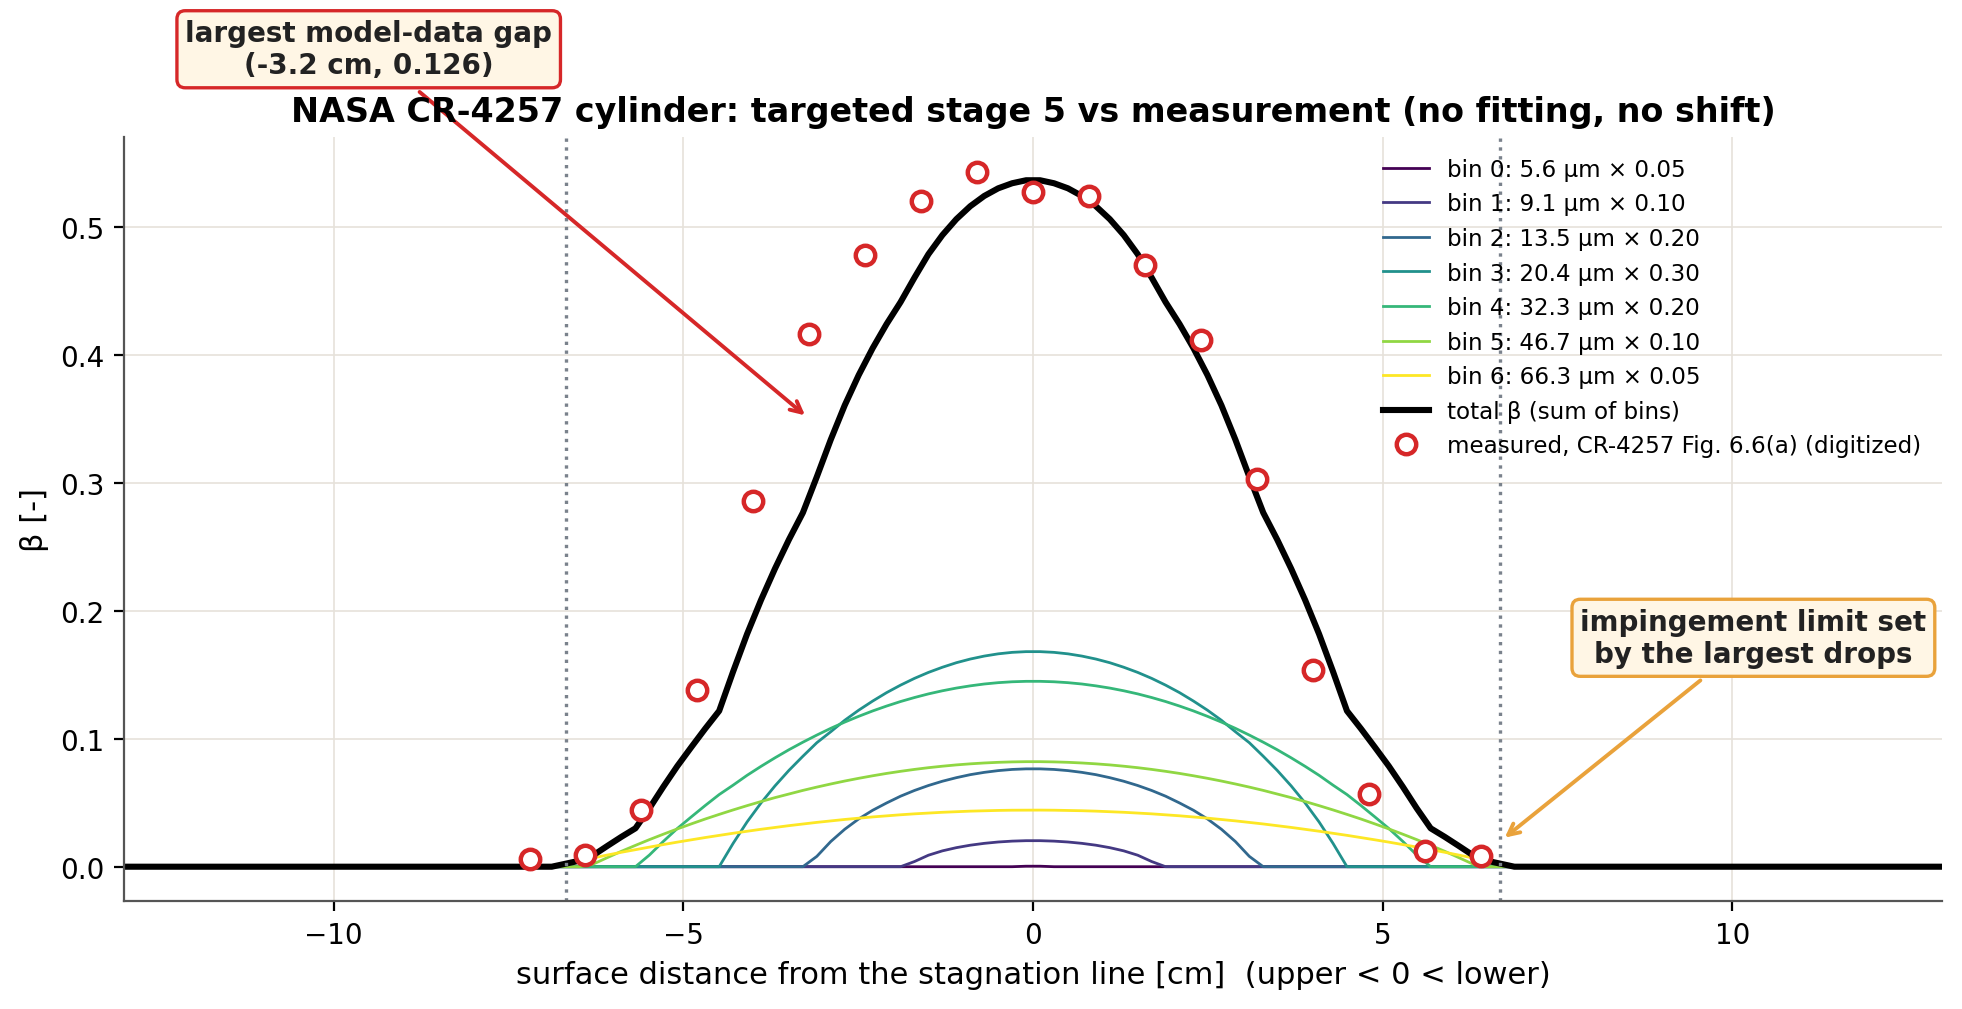 largest model-data gap
(-3.2 cm, 0.126)
NASA CR-4257 cylinder: targeted stage 5 vs measurement (no fitting, no shift)
bin 0: 5.6 µm × 0.05
bin 1: 9.1 µm × 0.10
bin 2: 13.5 µm × 0.20
bin 3: 20.4 µm × 0.30
bin 4: 32.3 µm × 0.20
bin 5: 46.7 µm × 0.10
bin 6: 66.3 µm × 0.05
total β (sum of bins)
measured, CR-4257 Fig. 6.6(a) (digitized)
impingement limit set
by the largest drops
β [-]
0.5
0.4
0.3
0.2
0.1
0.0
−10
−5
0
5
10
surface distance from the stagnation line [cm]  (upper < 0 < lower)